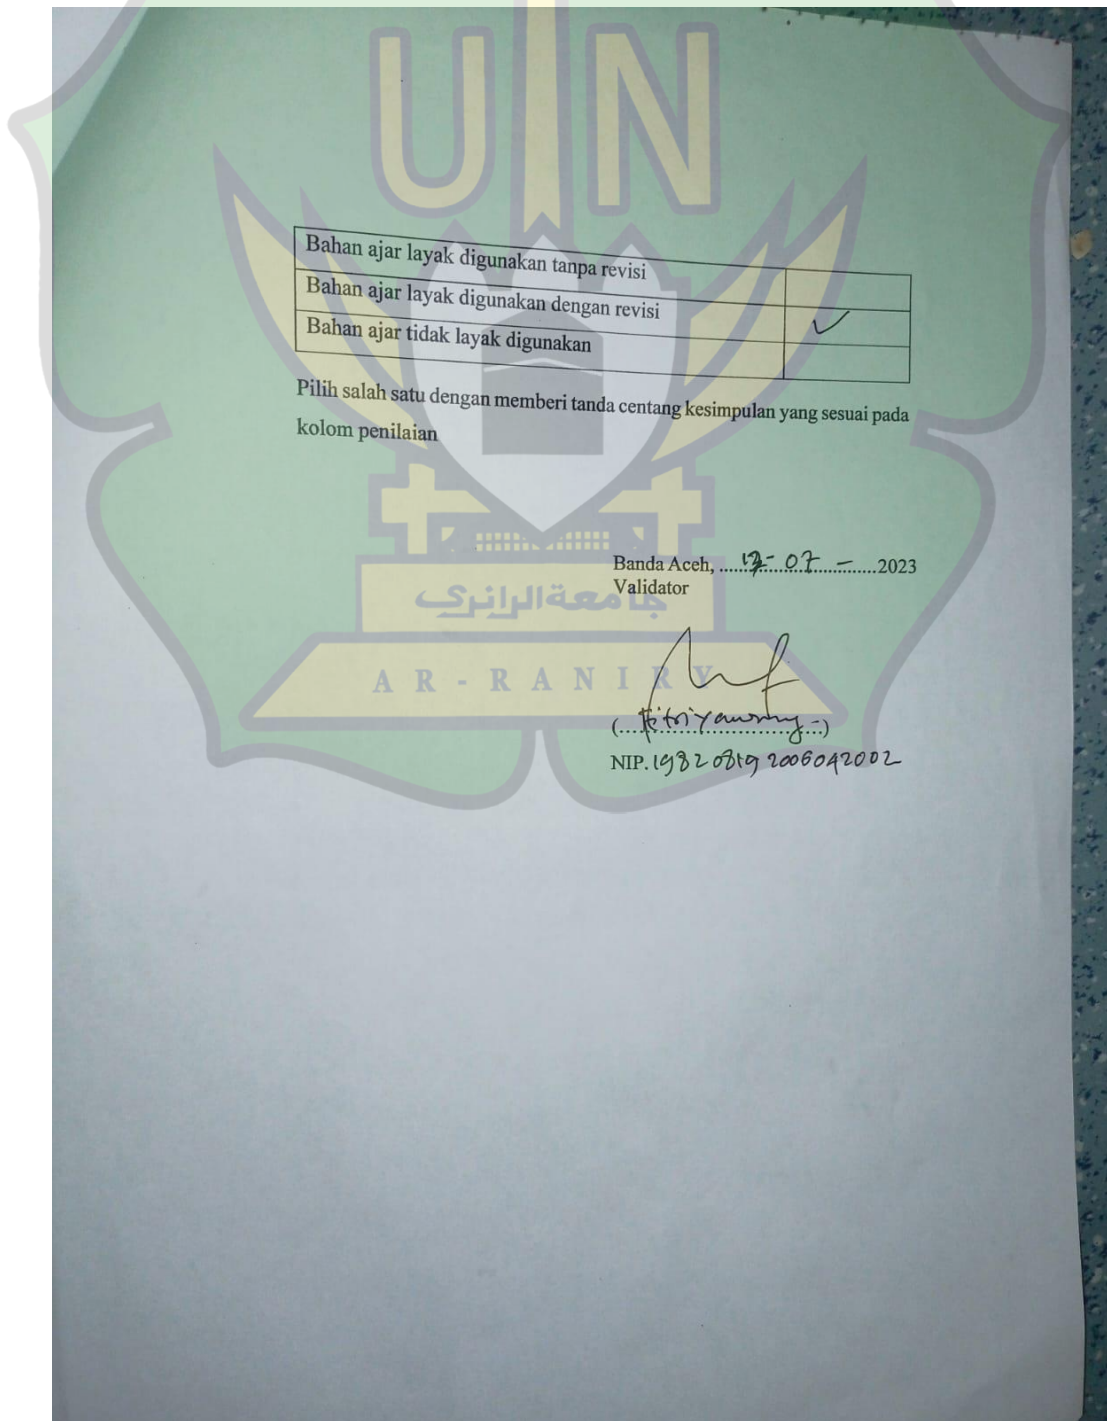 UIN
Bahan ajar layak digunakan tanpa revisi
Bahan ajar layak digunakan dengan revisi ✓
Bahan ajar tidak layak digunakan
Pilih salah satu dengan memberi tanda centang kesimpulan yang sesuai pada
kolom penilaian
Banda Aceh, ......-07-......2023
Validator
جامعة الرانري
AR-RANIRY
NIP. 19820819 2006042002